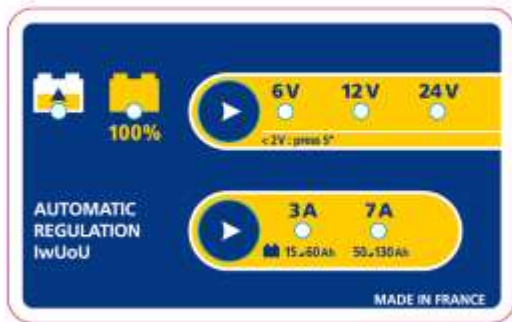 6V 12V 24V
100%
< 2V : press 5"
AUTOMATIC
REGULATION
IwUoU
3A 7A
15→60Ah 50→130Ah
MADE IN FRANCE